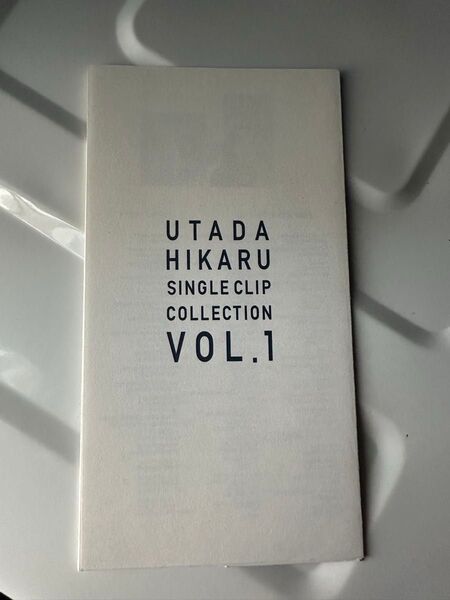 UTADA
HIKARU
SINGLE CLIP
COLLECTION
VOL.1